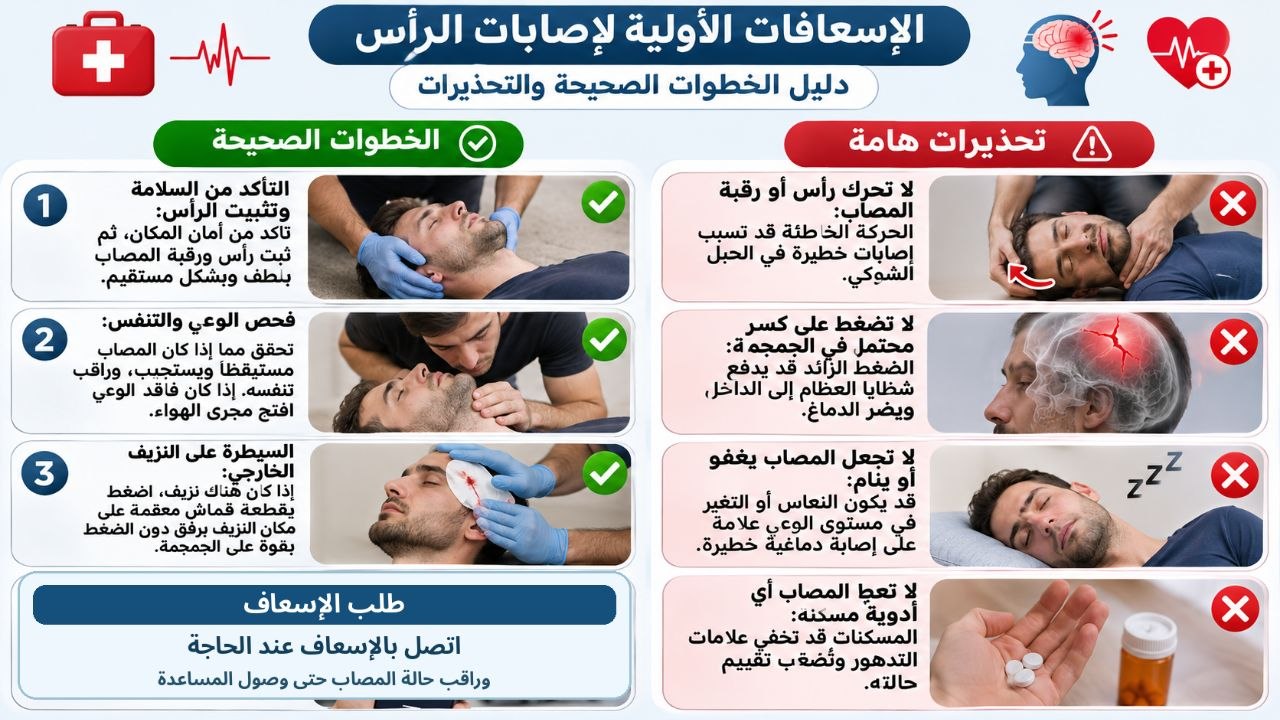 الإسعافات الأولية لإصابات الرأس
دليل الخطوات الصحيحة والتحذيرات
تحذيرات هامة
لا تحرك رأس أو رقبة
المصاب:
الحركة الخاطئة قد تسبب
إصابات خطيرة في الحبل
الشوكي.
لا تضغط على كسر
محتمل في الجمجمة:
الضغط الزائد قد يدفع
شظايا العظام إلى الداخل،
ويضر الدماغ.
لا تجعل المصاب يغفو
أو ينام:
قد يكون النعاس أو التغير
في مستوى الوعي علامة
على إصابة دماغية خطيرة.
zzz
لا تعط المصاب أي
أدوية مسكنة:
المسكنات قد تخفي علامات
التدهور وتُصعّب تقييم
حالته.
الخطوات الصحيحة
1
التأكد من السلامة
وتثبيت الرأس:
تاكد من أمان المكان، ثم
ثبت رأس ورقبة المصاب
بلطف وبشكل مستقيم.
2
فحص الوعي والتنفس:
تحقق مما إذا كان المصاب
مستيقظاً ويستجيب، وراقب
تنفسه. إذا كان فاقد الوعي
افتح مجرى الهواء.
3
السيطرة على النزيف
الخارجي:
إذا كان هناك نزيف، اضغط
بقطعة قماش معقمة على
مكان النزيف برفق دون الضغط
بقوة على الجمجمة.
طلب الإسعاف
اتصل بالإسعاف عند الحاجة
وراقب حالة المصاب حتى وصول المساعدة